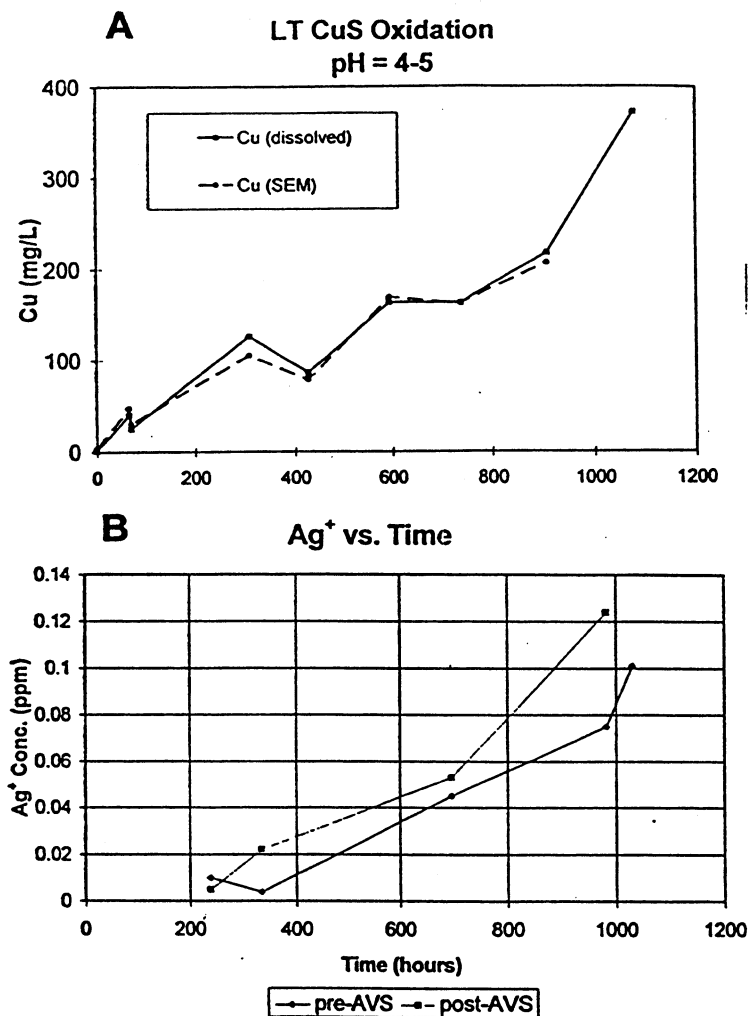 A
LT CuS Oxidation
pH = 4-5
400
300
200
100
0
Cu (mg/L)
Cu (dissolved)
Cu (SEM)
0 200 400 600 800 1000 1200
B
Ag⁺ vs. Time
0.14
0.12
0.1
0.08
0.06
0.04
0.02
0
Ag⁺ Conc. (ppm)
0 200 400 600 800 1000 1200
Time (hours)
pre-AVS post-AVS